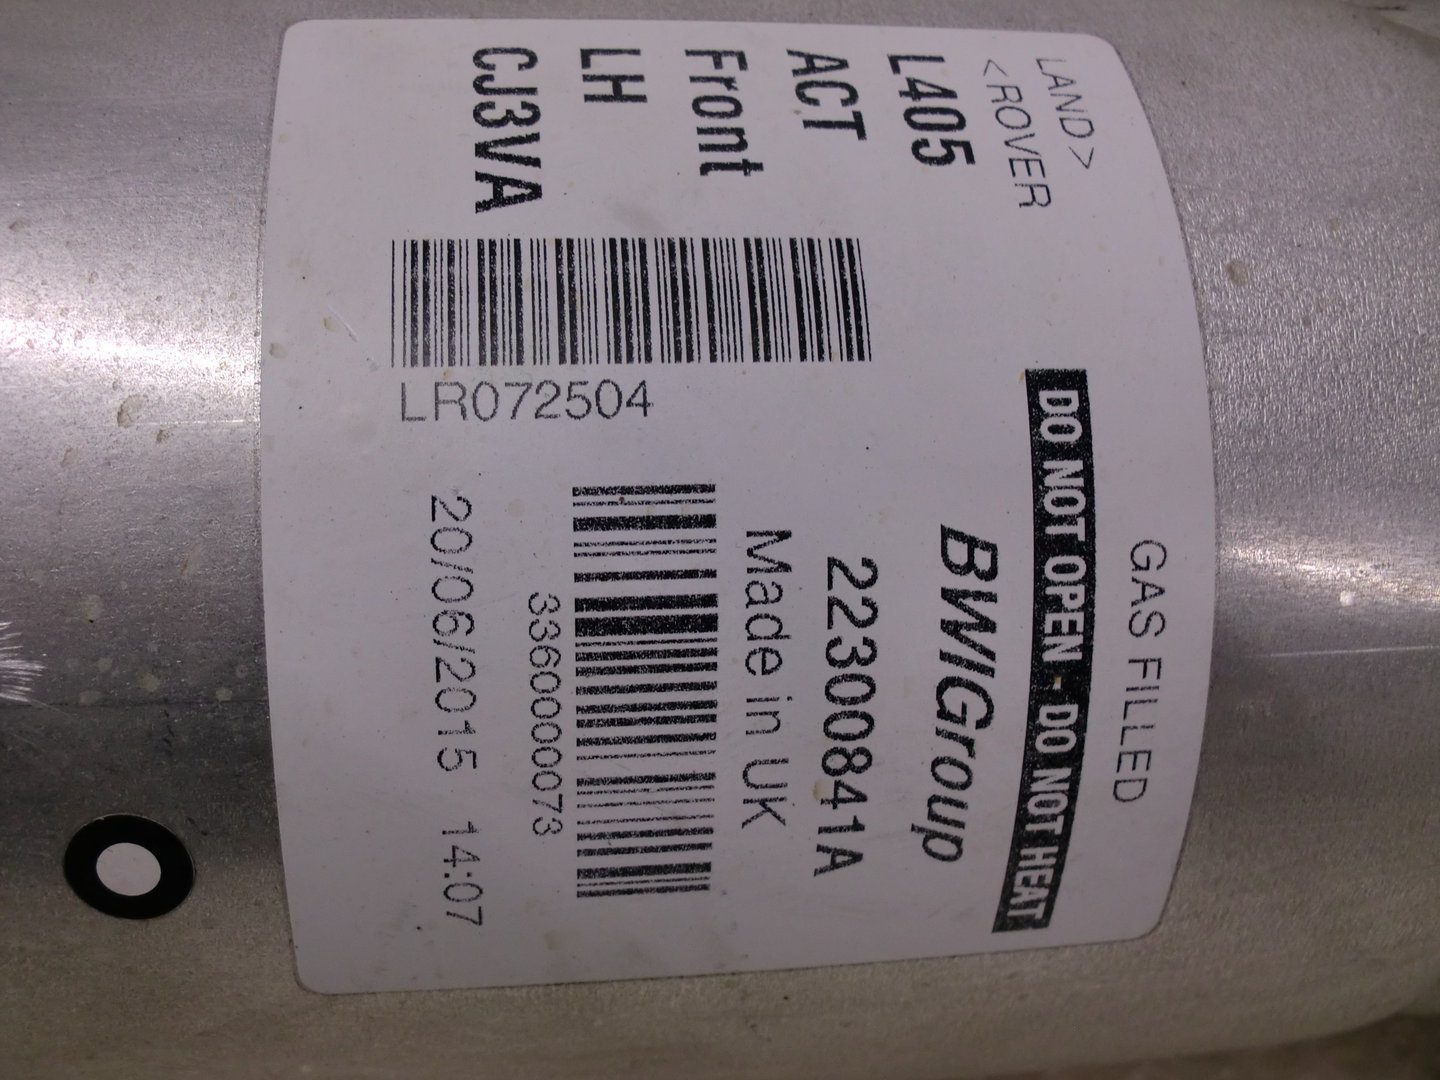 LAND>
<ROVER
L405
ACT
Front
LH
CJ3VA
LR072504
GAS FILLED
DO NOT OPEN - DO NOT HEAT
BWIGroup
22300841A
Made in UK
3360000073
20/06/2015 14:07